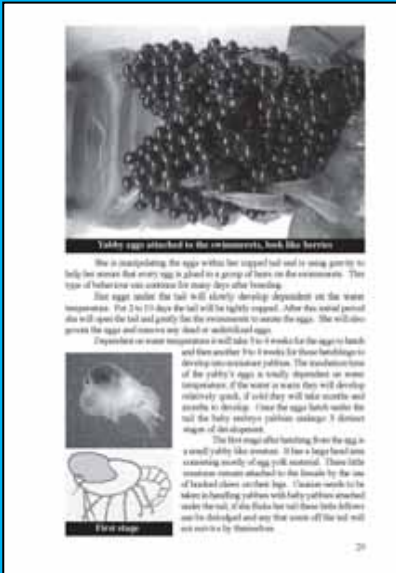 Yabby eggs attached to the swimmerets, look like berries
She is manipulating the eggs within her cupped tail and is using gravity to
help her ensure that every egg is glued to a group of hairs on the swimmerets. This
type of behaviour can continue for many days after breeding.
Her eggs under the tail will slowly develop dependent on the water
temperature. For 2 to 10 days the tail will be tightly cupped. After this initial period
she will open the tail and gently fan the swimmerets to aerate the eggs. She will also
groom the eggs and remove any dead or unfertilised eggs.
Dependent on water temperature it will take 3 to 4 weeks for the eggs to hatch
and then another 3 to 4 weeks for those hatchlings to
develop into miniature yabbies. The incubation time
of the yabby's eggs is totally dependent on water
temperature, if the water is warm they will develop
relatively quick, if cold they will take months and
months to develop. Once the eggs hatch under the
tail the baby embryo yabbies undergo 3 distinct
stages of development.
The first stage after hatching from the egg is
a small yabby like creature. It has a large head area
consisting mostly of egg yolk material. These little
creatures remain attached to the female by the use
of hooked claws on their legs. Caution needs to be
taken in handling yabbies with baby yabbies attached
under the tail, if she flicks her tail these little fellows
can be dislodged and any that come off the tail will
not survive by themselves.
First stage
29